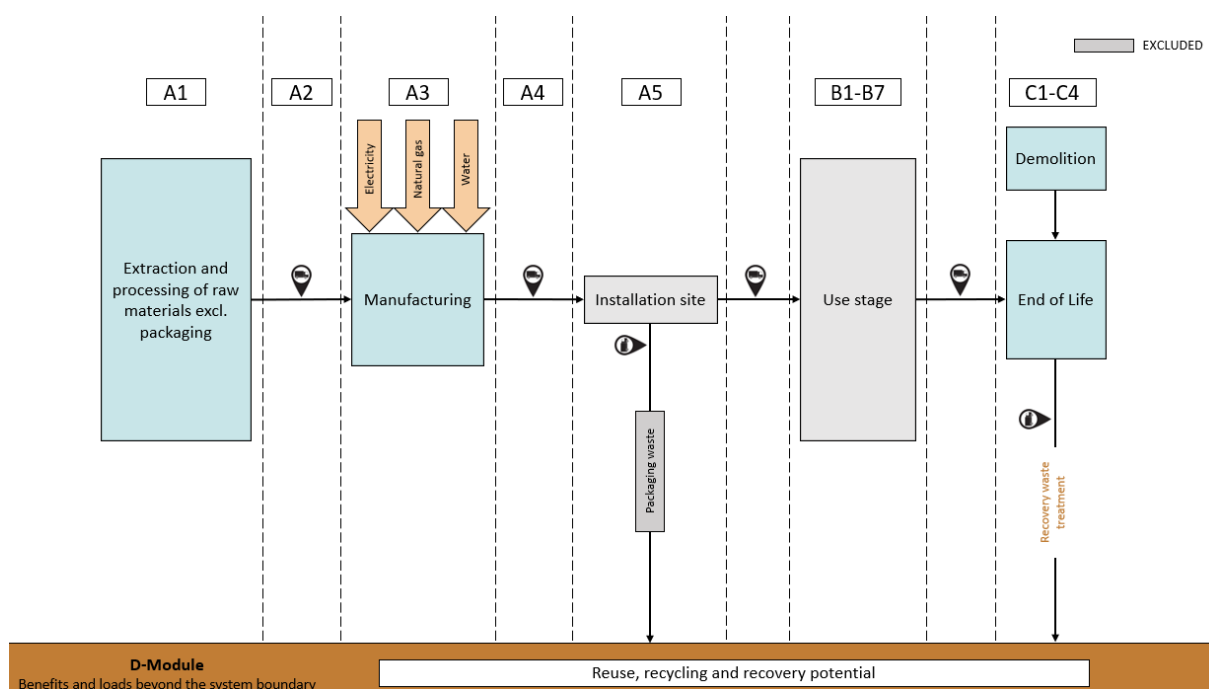 EXCLUDED
A1
A2
A3
A4
A5
B1-B7
C1-C4
Electricity
Natural gas
Water
Demolition
Extraction and
processing of raw
materials excl.
packaging
Manufacturing
Installation site
Use stage
End of Life
Packaging waste
Recovery waste
treatment
D-Module
Benefits and loads beyond the system boundary
Reuse, recycling and recovery potential